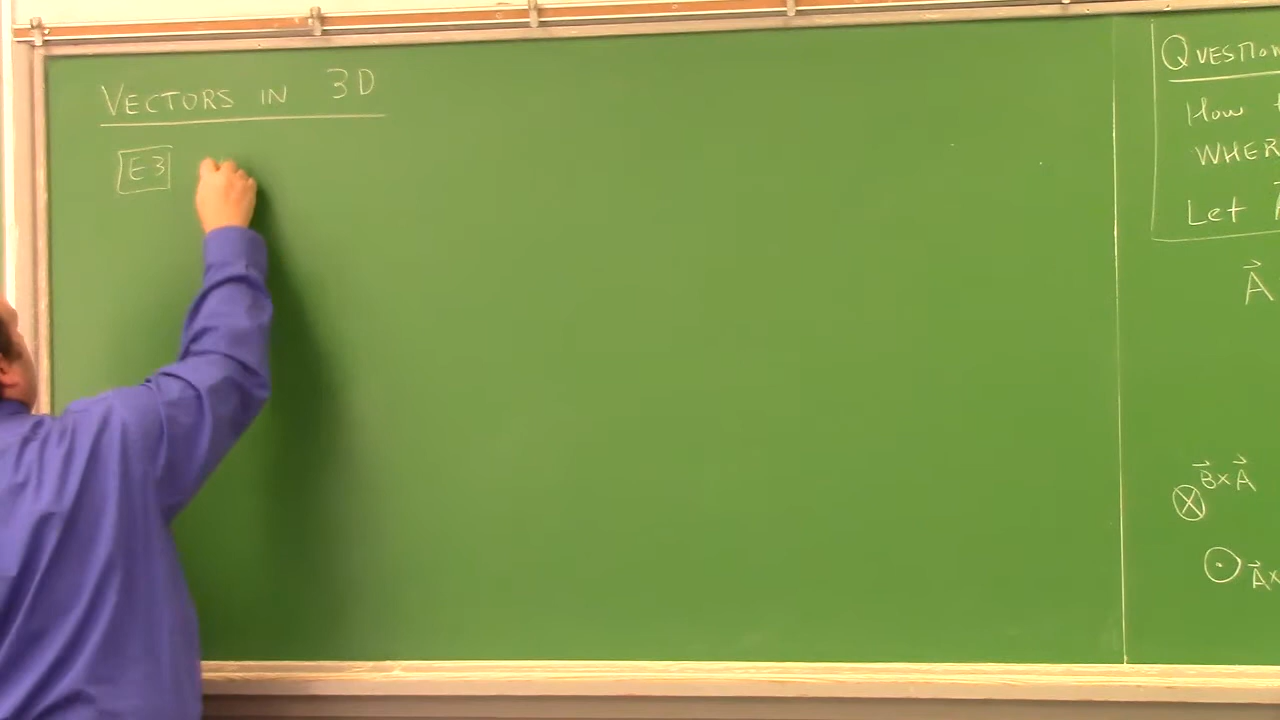 VECTORS IN 3D
E3
QUESTION
How
WHER
Let
A⃗
B⃗×A⃗
A⃗×